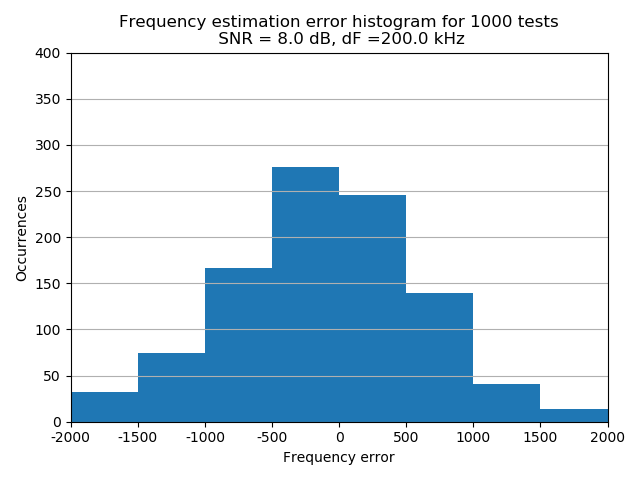 Frequency estimation error histogram for 1000 tests
SNR = 8.0 dB, dF =200.0 kHz
400
350
300
250
200
150
100
50
0
Occurrences
-2000 -1500 -1000 -500 0 500 1000 1500 2000
Frequency error